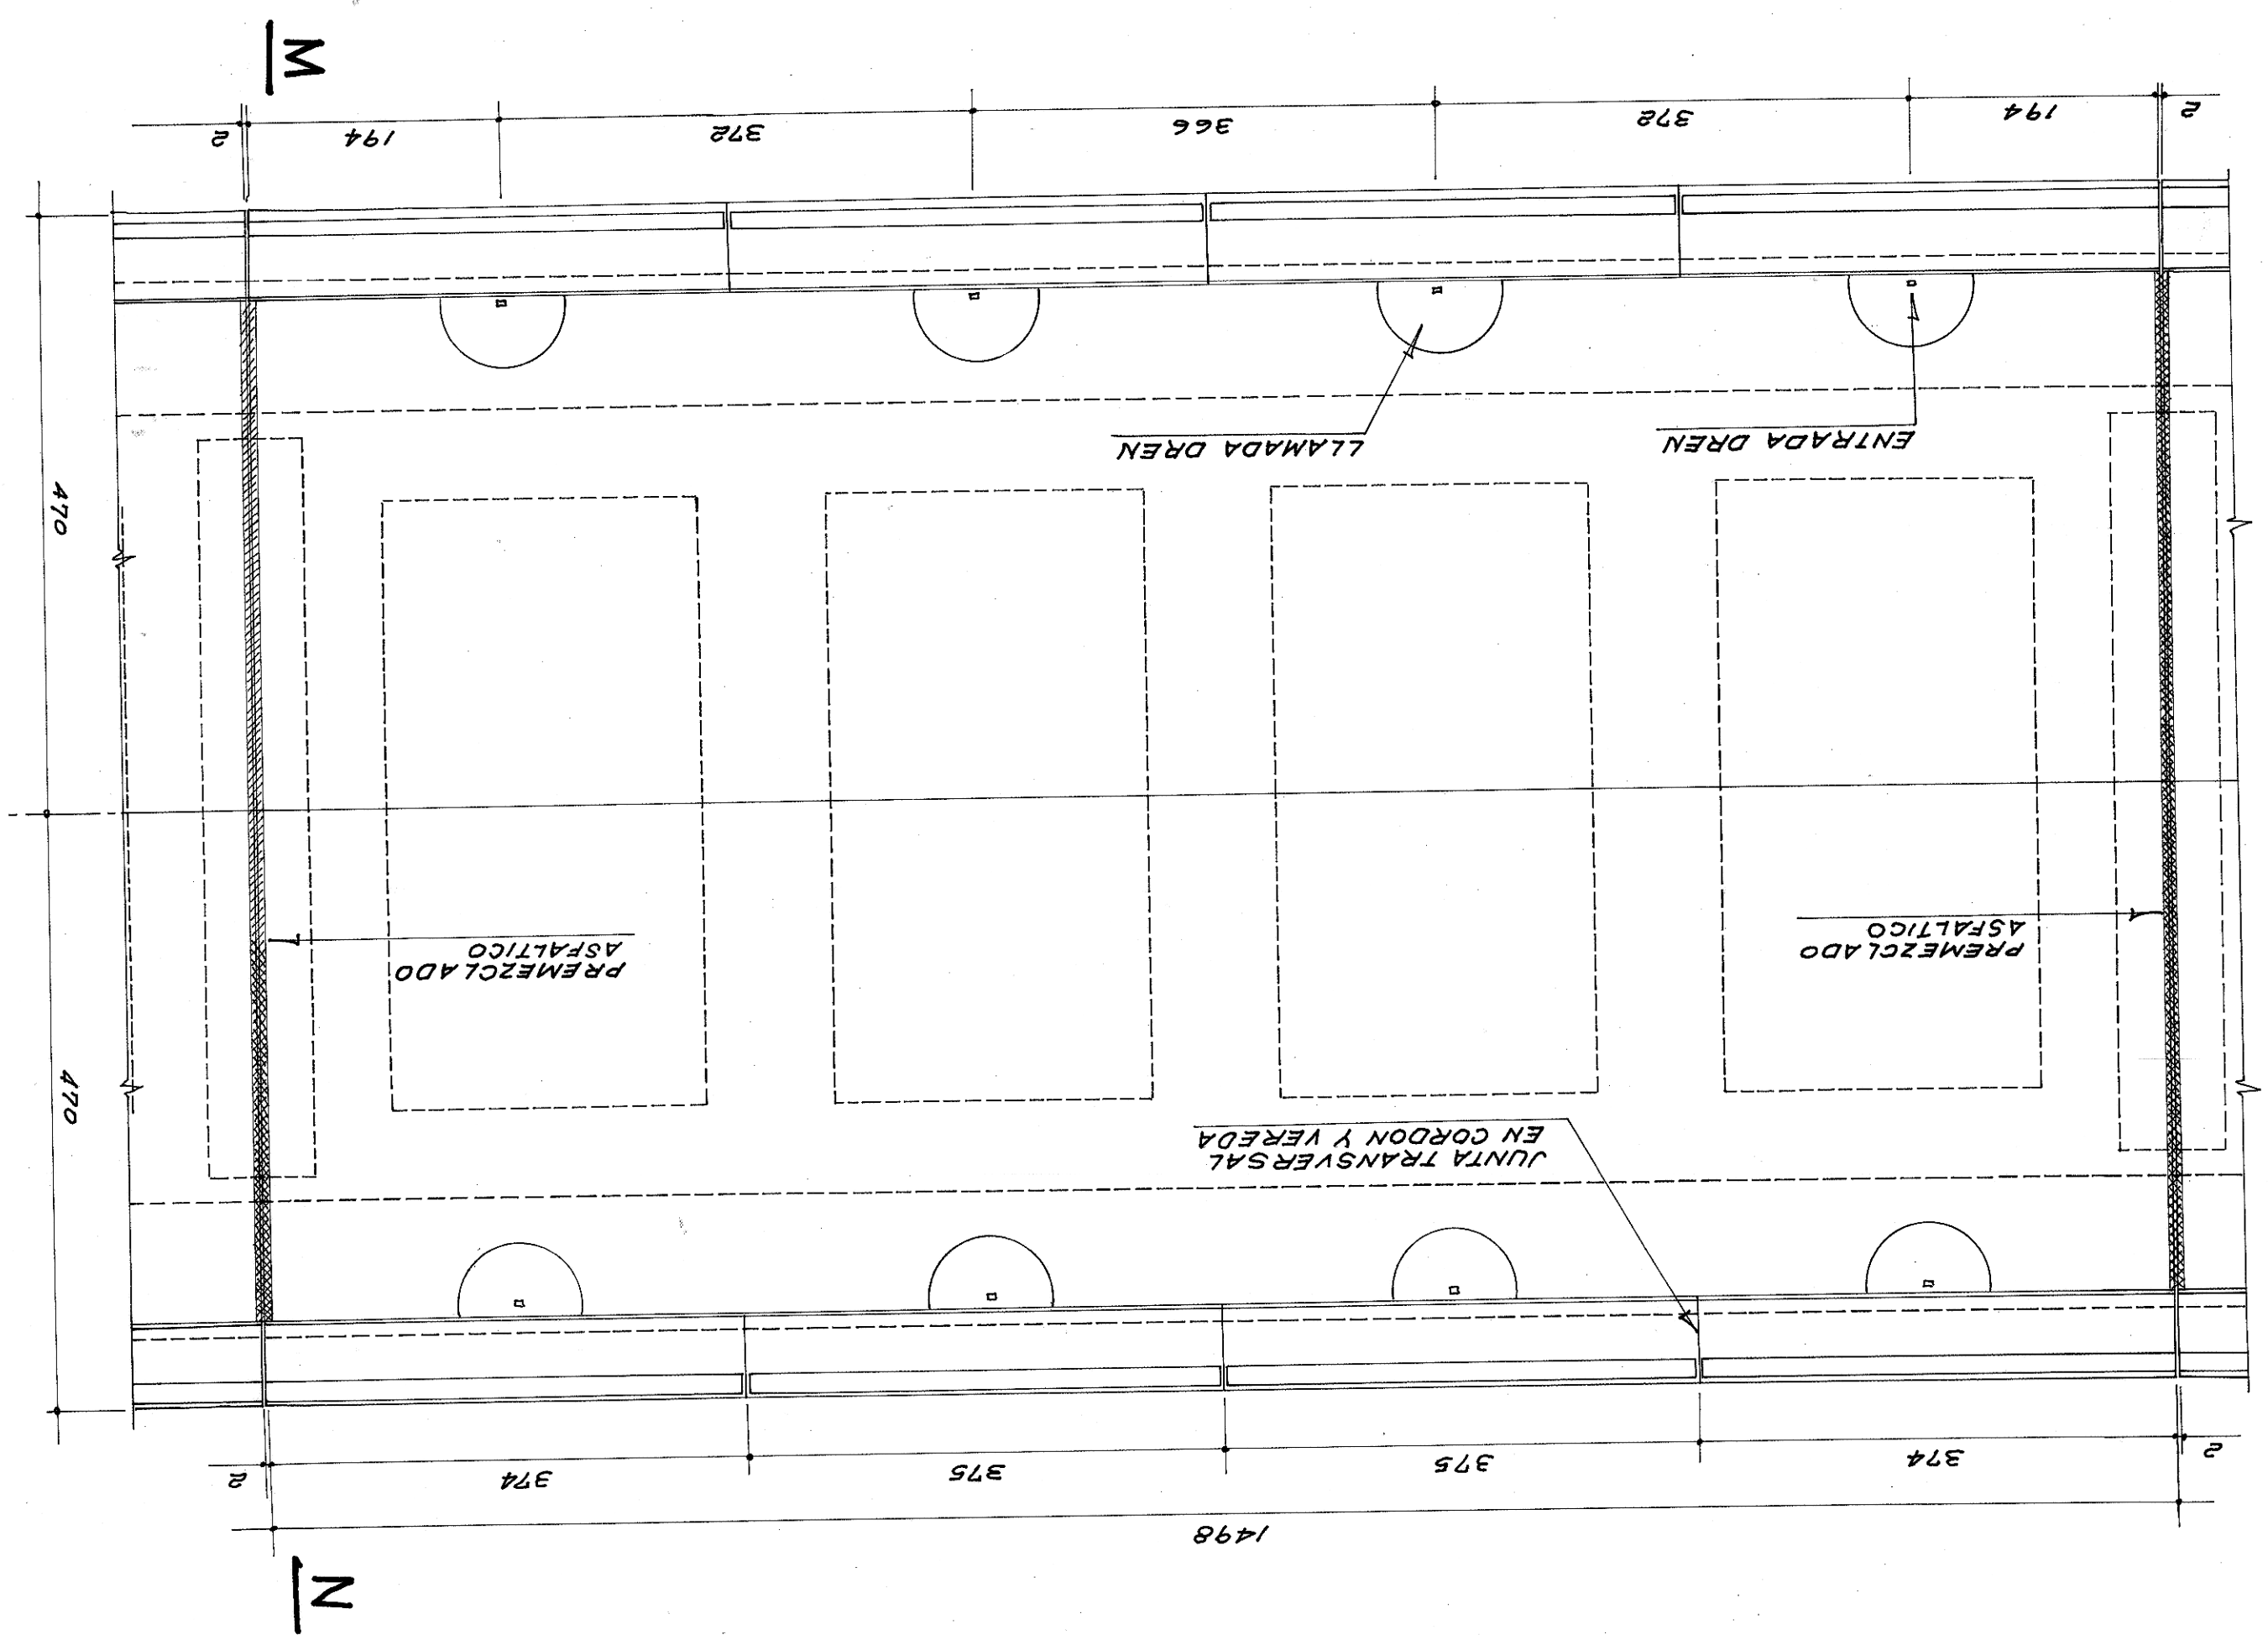 N
1498
2 374 375 375 374 2
JUNTA TRANSVERSAL
EN CORDON Y VEREDA
470
PREMEZCLADO
ASFALTICO
PREMEZCLADO
ASFALTICO
470
ENTRADA DREN
LLAMADA DREN
2 194 372 366 372 194 2
M